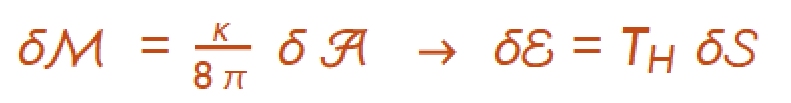 δℳ = κ/8π δ𝒜 → δℰ = T_H δS